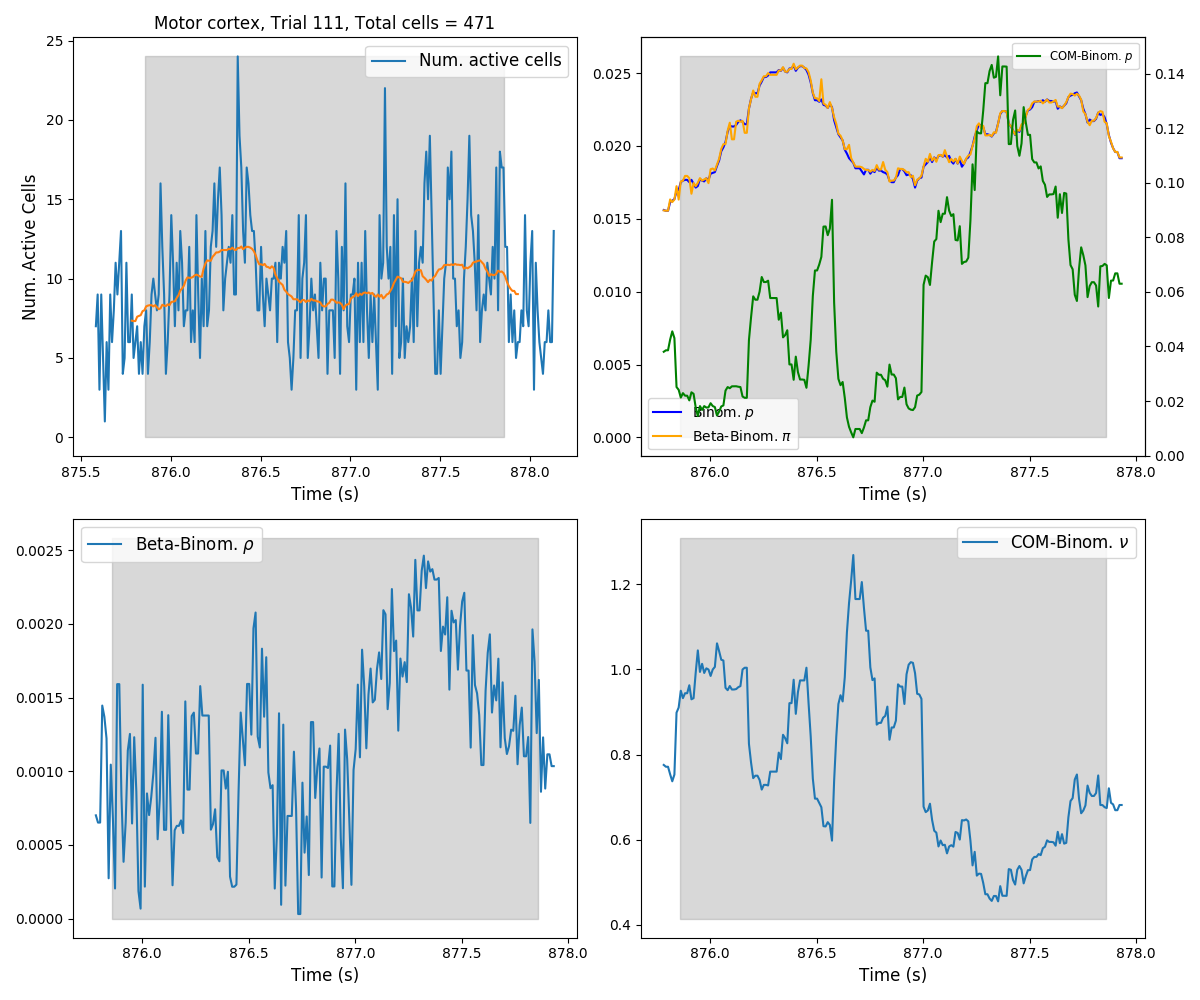 Motor cortex, Trial 111, Total cells = 471
Num. active cells
Num. Active Cells
25
20
15
10
5
0
875.5 876.0 876.5 877.0 877.5 878.0
Time (s)
COM-Binom. p
Binom. p
Beta-Binom. π
0.025
0.020
0.015
0.010
0.005
0.000
0.14
0.12
0.10
0.08
0.06
0.04
0.02
0.00
876.0 876.5 877.0 877.5 878.0
Time (s)
Beta-Binom. ρ
0.0025
0.0020
0.0015
0.0010
0.0005
0.0000
876.0 876.5 877.0 877.5 878.0
Time (s)
COM-Binom. ν
1.2
1.0
0.8
0.6
0.4
876.0 876.5 877.0 877.5 878.0
Time (s)